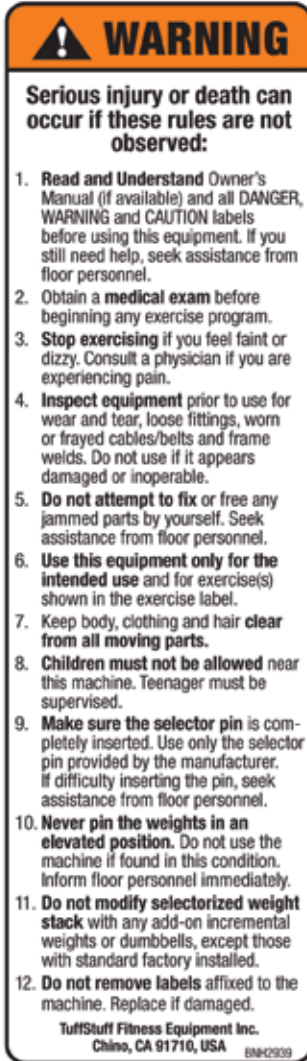 WARNING
Serious injury or death can
occur if these rules are not
observed:
1. Read and Understand Owner's
Manual (if available) and all DANGER,
WARNING and CAUTION labels
before using this equipment. If you
still need help, seek assistance from
floor personnel.
2. Obtain a medical exam before
beginning any exercise program.
3. Stop exercising if you feel faint or
dizzy. Consult a physician if you are
experiencing pain.
4. Inspect equipment prior to use for
wear and tear, loose fittings, worn
or frayed cables/belts and frame
welds. Do not use if it appears
damaged or inoperable.
5. Do not attempt to fix or free any
jammed parts by yourself. Seek
assistance from floor personnel.
6. Use this equipment only for the
intended use and for exercise(s)
shown in the exercise label.
7. Keep body, clothing and hair clear
from all moving parts.
8. Children must not be allowed near
this machine. Teenager must be
supervised.
9. Make sure the selector pin is com-
pletely inserted. Use only the selector
pin provided by the manufacturer.
If difficulty inserting the pin, seek
assistance from floor personnel.
10. Never pin the weights in an
elevated position. Do not use the
machine if found in this condition.
Inform floor personnel immediately.
11. Do not modify selectorized weight
stack with any add-on incremental
weights or dumbbells, except those
with standard factory installed.
12. Do not remove labels affixed to the
machine. Replace if damaged.
TuffStuff Fitness Equipment Inc.
Chino, CA 91710, USA
BNH2939